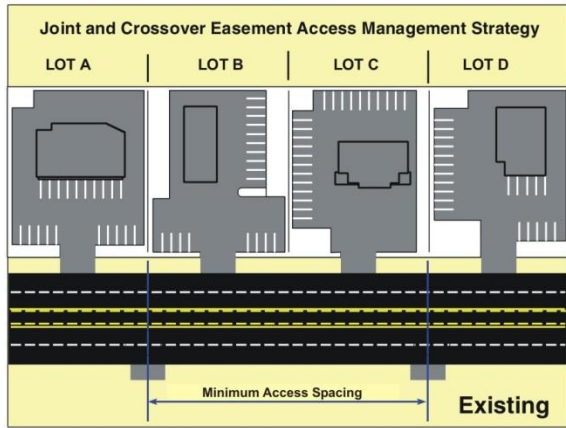 Joint and Crossover Easement Access Management Strategy
LOT A
LOT B
LOT C
LOT D
Minimum Access Spacing
Existing